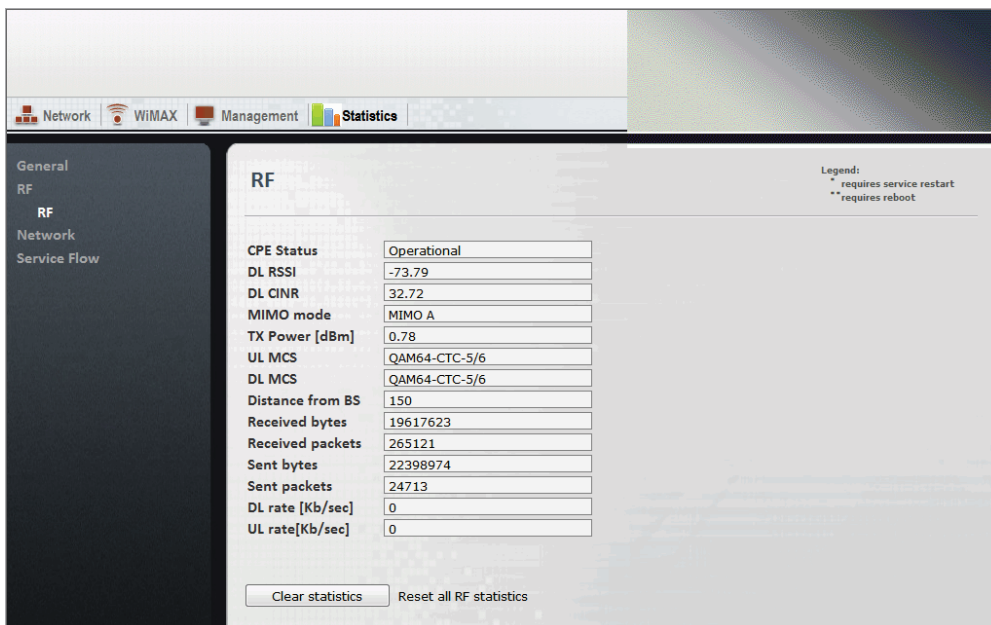 Network WiMAX Management Statistics
General
RF
RF
Network
Service Flow
RF
Legend:
* requires service restart
**requires reboot
CPE Status Operational
DL RSSI -73.79
DL CINR 32.72
MIMO mode MIMO A
TX Power [dBm] 0.78
UL MCS QAM64-CTC-5/6
DL MCS QAM64-CTC-5/6
Distance from BS 150
Received bytes 19617623
Received packets 265121
Sent bytes 22398974
Sent packets 24713
DL rate [Kb/sec] 0
UL rate[Kb/sec] 0
Clear statistics Reset all RF statistics